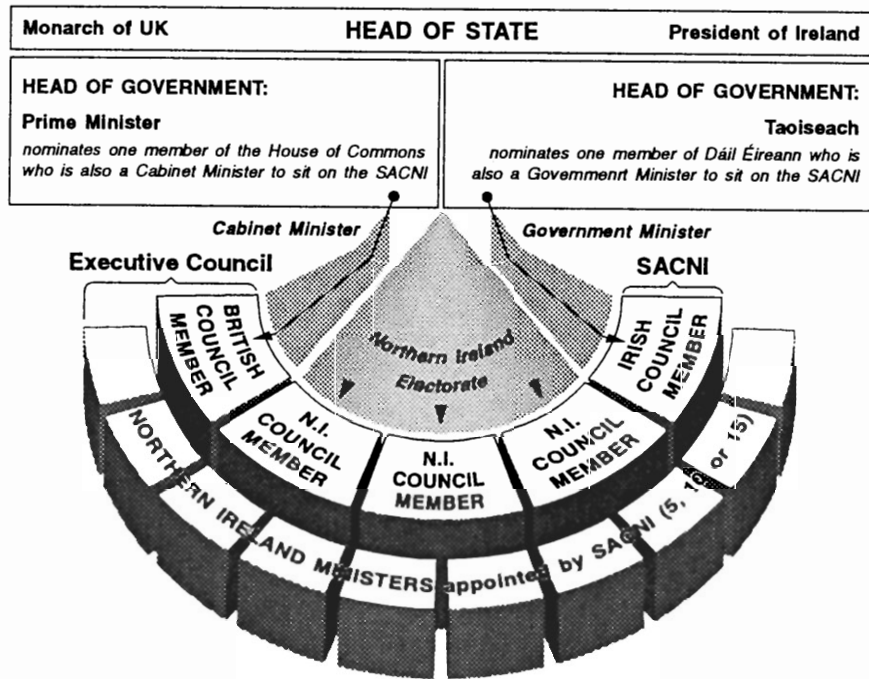 Monarch of UK HEAD OF STATE President of Ireland
HEAD OF GOVERNMENT:
Prime Minister
nominates one member of the House of Commons
who is also a Cabinet Minister to sit on the SACNI
HEAD OF GOVERNMENT:
Taoiseach
nominates one member of Dáil Éireann who is
also a Governmenrt Minister to sit on the SACNI
Cabinet Minister
Government Minister
Executive Council
SACNI
BRITISH
COUNCIL
MEMBER
Northern Ireland
Electorate
IRISH
COUNCIL
MEMBER
N.I.
COUNCIL
MEMBER
N.I.
COUNCIL
MEMBER
N.I.
COUNCIL
MEMBER
NORTHERN IRELAND MINISTERS appointed by SACNI (5, 10 or 15)